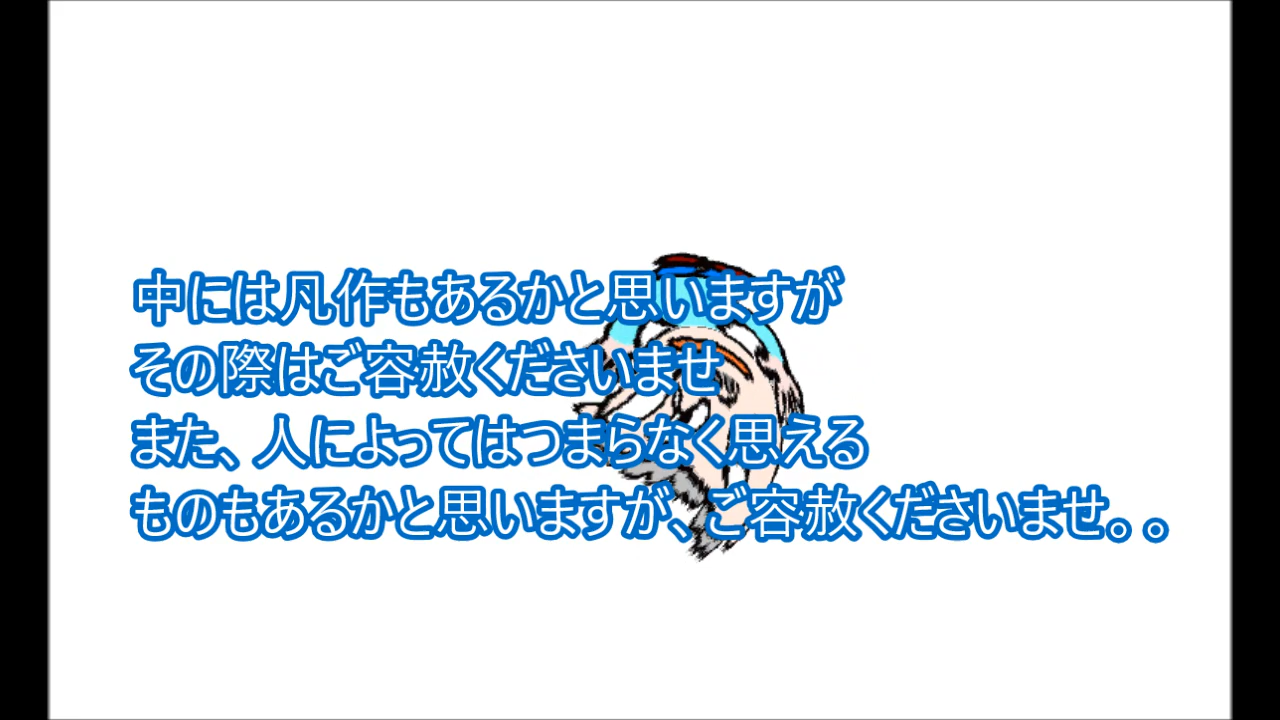 中には凡作もあるかと思いますが
その際はご容赦くださいませ
また、人によってはつまらなく思える
ものもあるかと思いますが、ご容赦くださいませ。。